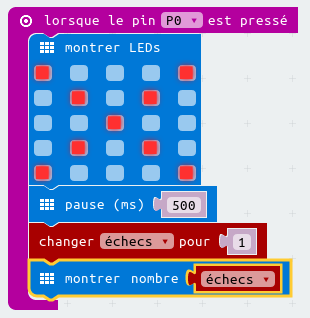 lorsque le pin P0 est pressé
montrer LEDs
pause (ms) 500
changer échecs pour 1
montrer nombre échecs